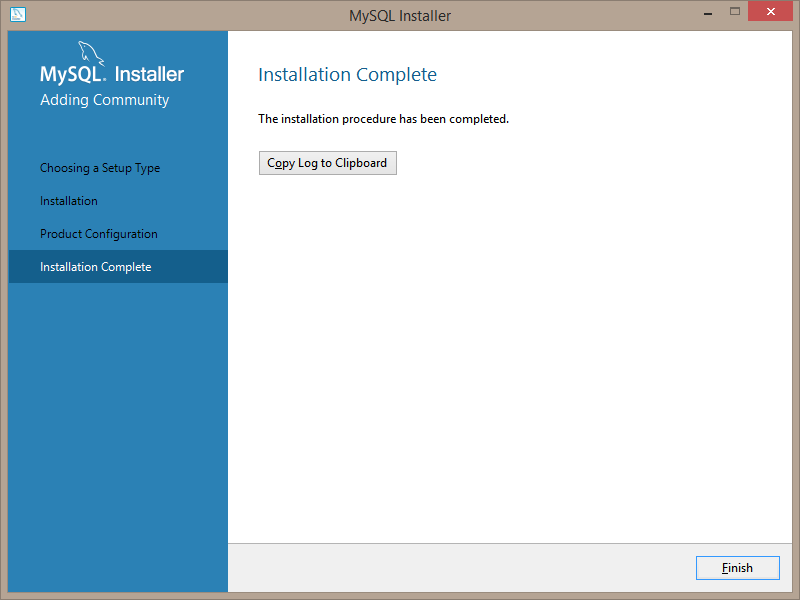 MySQL Installer
MySQL. Installer
Adding Community
Choosing a Setup Type
Installation
Product Configuration
Installation Complete
Installation Complete
The installation procedure has been completed.
Copy Log to Clipboard
Finish